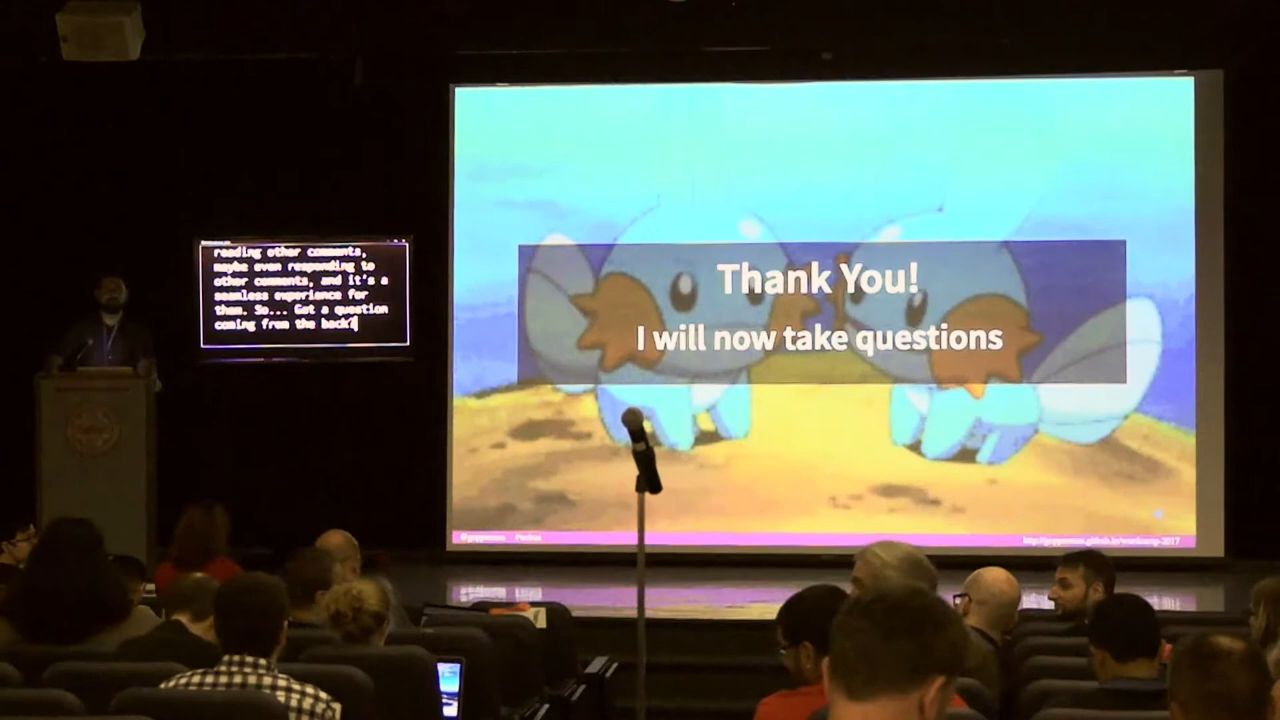 reading other comments,
maybe even responding to
other comments, and it's a
seamless experience for
them. So... Got a question
coming from the back?
Thank You!
I will now take questions